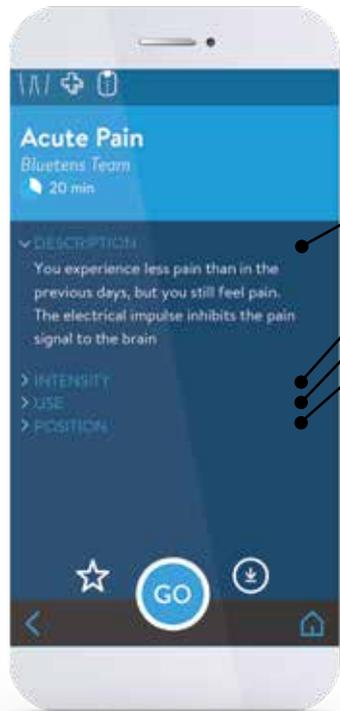 Acute Pain
Bluetens Team
20 min
DESCRIPTION
You experience less pain than in the
previous days, but you still feel pain.
The electrical impulse inhibits the pain
signal to the brain
INTENSITY
USE
POSITION
GO